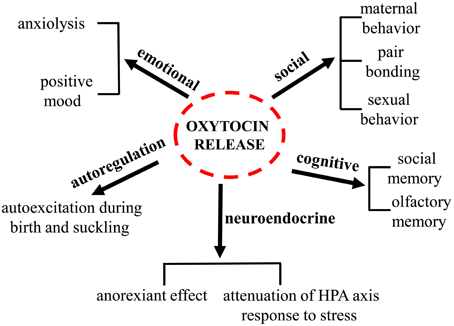 anxiolysis
positive
mood
emotional
social
maternal
behavior
pair
bonding
sexual
behavior
OXYTOCIN
RELEASE
autoregulation
autoexcitation during
birth and suckling
cognitive
social
memory
olfactory
memory
neuroendocrine
anorexiant effect
attenuation of HPA axis
response to stress